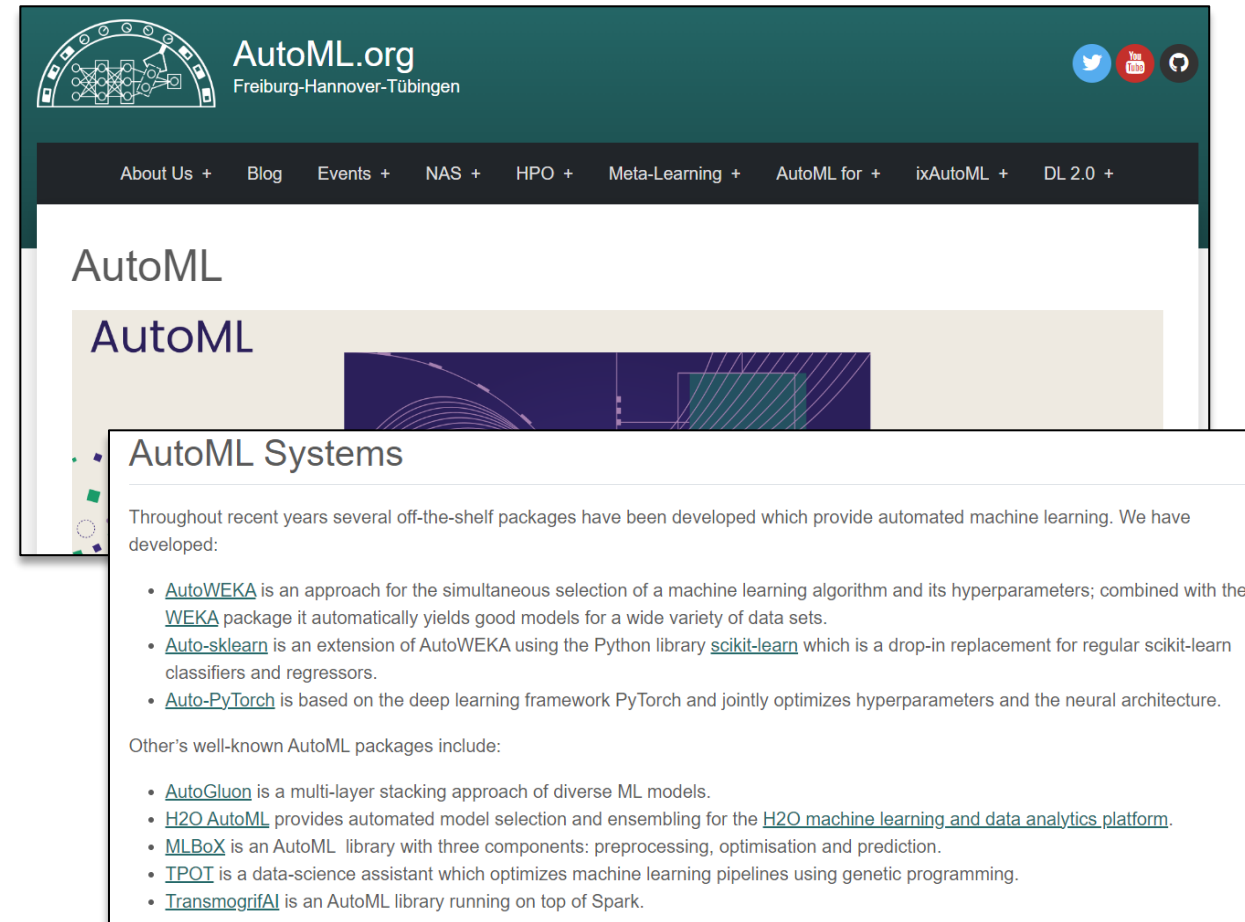 AutoML.org
Freiburg-Hannover-Tübingen
You
Tube
About Us + Blog Events + NAS + HPO + Meta-Learning + AutoML for + ixAutoML + DL 2.0 +
AutoML
AutoML
AutoML Systems
Throughout recent years several off-the-shelf packages have been developed which provide automated machine learning. We have
developed:
• AutoWEKA is an approach for the simultaneous selection of a machine learning algorithm and its hyperparameters; combined with the
WEKA package it automatically yields good models for a wide variety of data sets.
• Auto-sklearn is an extension of AutoWEKA using the Python library scikit-learn which is a drop-in replacement for regular scikit-learn
classifiers and regressors.
• Auto-PyTorch is based on the deep learning framework PyTorch and jointly optimizes hyperparameters and the neural architecture.
Other's well-known AutoML packages include:
• AutoGluon is a multi-layer stacking approach of diverse ML models.
• H2O AutoML provides automated model selection and ensembling for the H2O machine learning and data analytics platform.
• MLBoX is an AutoML library with three components: preprocessing, optimisation and prediction.
• TPOT is a data-science assistant which optimizes machine learning pipelines using genetic programming.
• TransmogrifAI is an AutoML library running on top of Spark.